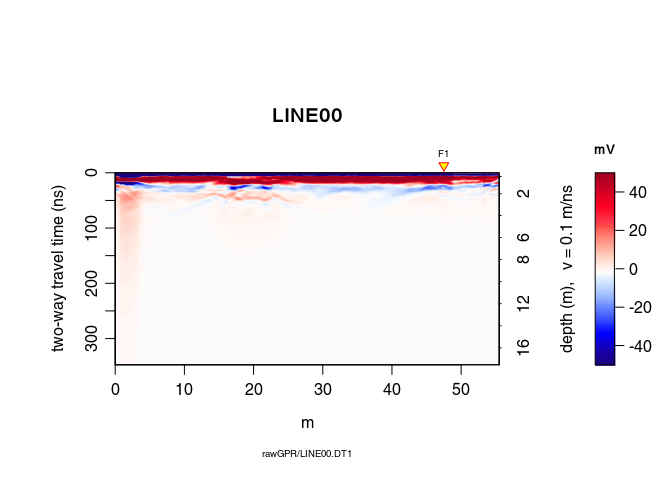 LINE00
F1
mV
two-way travel time (ns)
0
100
200
300
0
10
20
30
40
50
m
2
6
8
12
16
depth (m),   v = 0.1 m/ns
40
20
0
-20
-40
rawGPR/LINE00.DT1